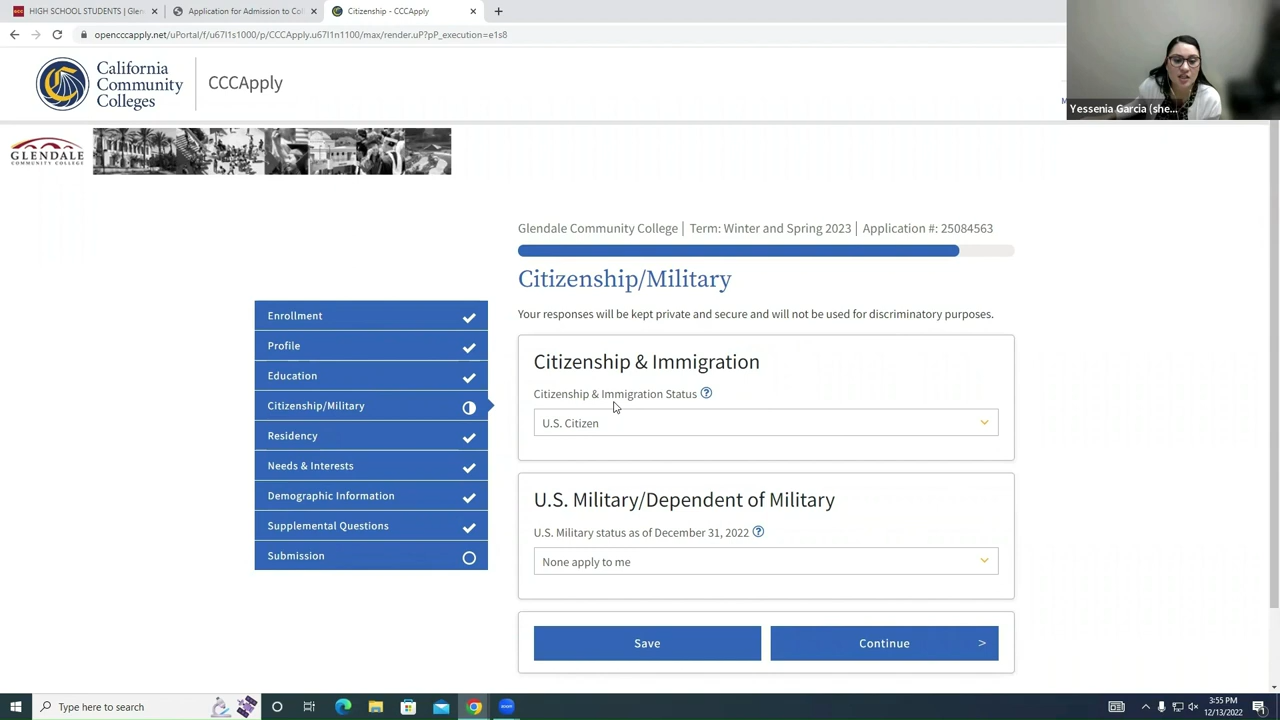 HIGH SCHOOL STUDENTS | Glen
Application for Admission to Coll
Citizenship - CCCApply
opencccapply.net/uPortal/f/u67l1s1000/p/CCCApply.u67l1n1100/max/render.uP?pP_execution=e1s8
Yessenia Garcia (she...
California
Community
Colleges
CCCApply
GLENDALE
COMMUNITY COLLEGE
Glendale Community College | Term: Winter and Spring 2023 | Application #: 25084563
Citizenship/Military
Your responses will be kept private and secure and will not be used for discriminatory purposes.
Enrollment
Profile
Education
Citizenship/Military
Residency
Needs & Interests
Demographic Information
Supplemental Questions
Submission
Citizenship & Immigration
Citizenship & Immigration Status ?
U.S. Citizen
U.S. Military/Dependent of Military
U.S. Military status as of December 31, 2022 ?
None apply to me
Save
Continue >
Type here to search
zoom
3:55 PM
12/13/2022